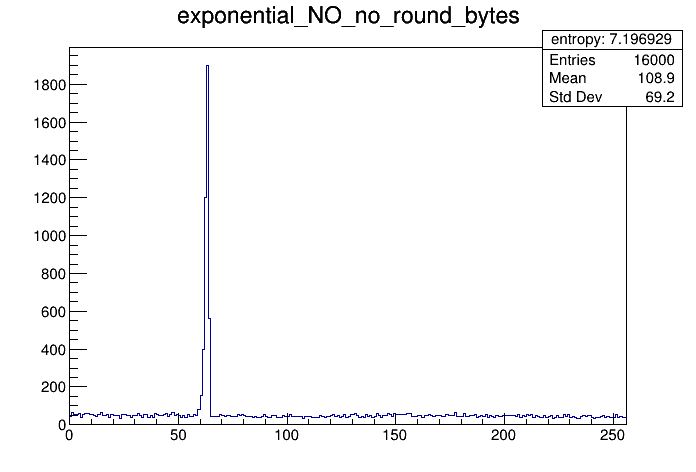 exponential_NO_no_round_bytes
entropy: 7.196929
Entries 16000
Mean 108.9
Std Dev 69.2
1800
1600
1400
1200
1000
800
600
400
200
0
0 50 100 150 200 250